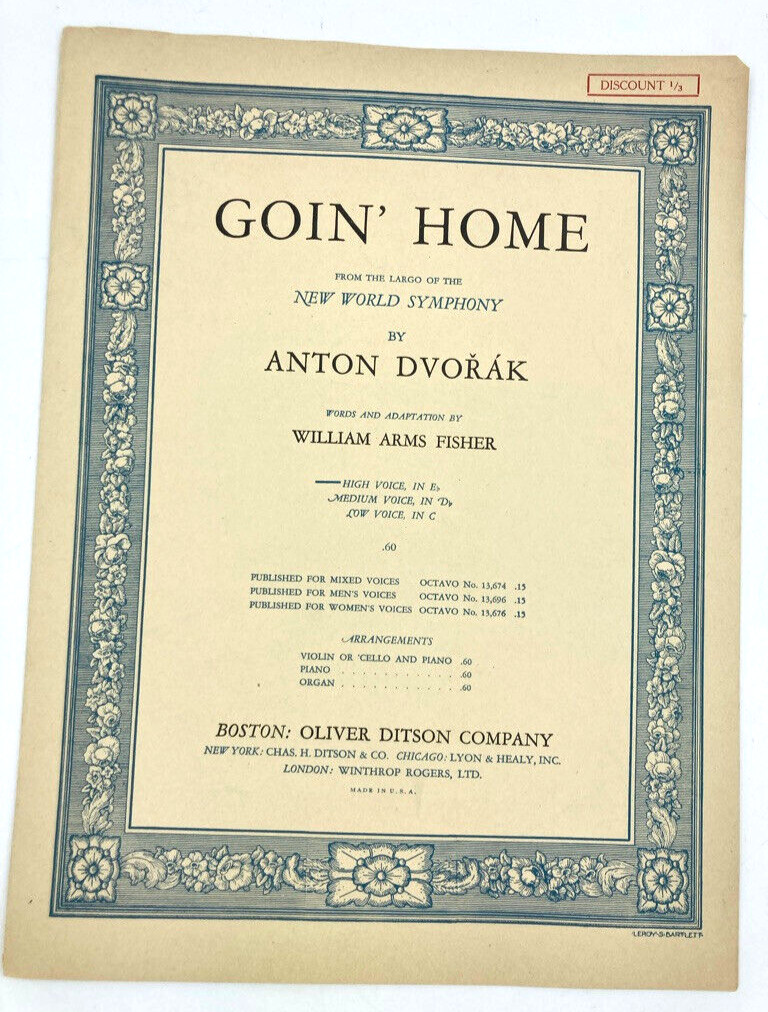 DISCOUNT 1/3
GOIN' HOME
FROM THE LARGO OF THE
NEW WORLD SYMPHONY
BY
ANTON DVOŘÁK
WORDS AND ADAPTATION BY
WILLIAM ARMS FISHER
HIGH VOICE, IN E♭
MEDIUM VOICE, IN D♭
LOW VOICE, IN C
.60
PUBLISHED FOR MIXED VOICES OCTAVO No. 13,674 .15
PUBLISHED FOR MEN'S VOICES OCTAVO No. 13,696 .15
PUBLISHED FOR WOMEN'S VOICES OCTAVO No. 13,676 .15
ARRANGEMENTS
VIOLIN OR 'CELLO AND PIANO .60
PIANO . . . . . . . . . . . . .60
ORGAN . . . . . . . . . . . . .60
BOSTON: OLIVER DITSON COMPANY
NEW YORK: CHAS. H. DITSON & CO. CHICAGO: LYON & HEALY, INC.
LONDON: WINTHROP ROGERS, LTD.
MADE IN U. S. A.
LEROY·S·BARTLETT